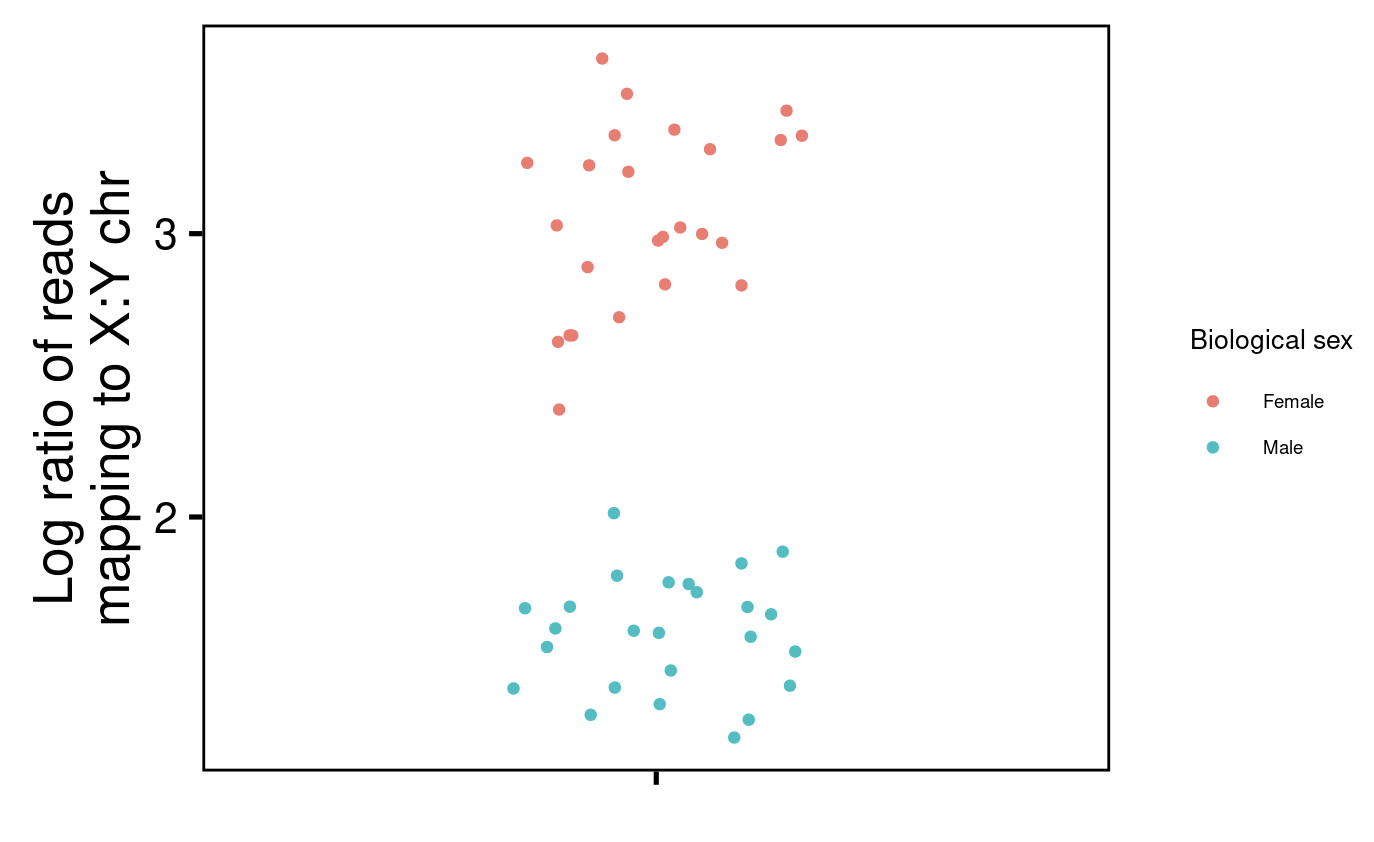 Log ratio of reads
mapping to X:Y chr
3
2
Biological sex
Female
Male